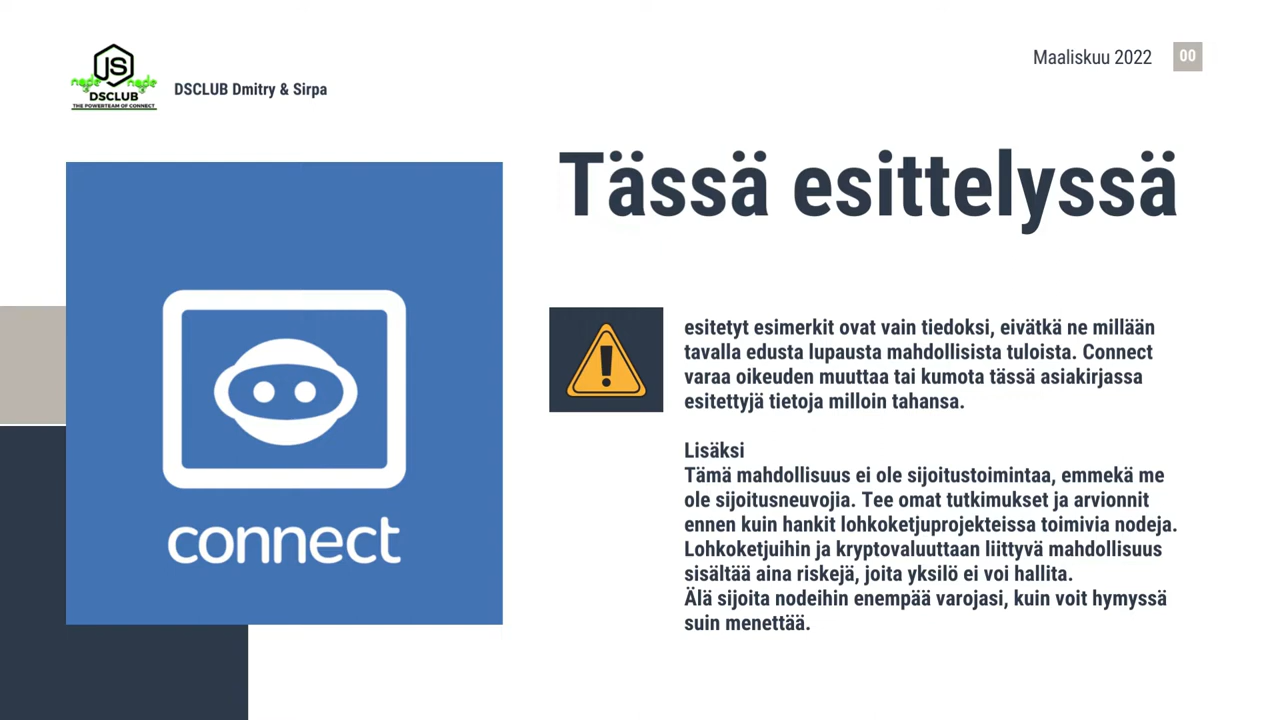 JS
node node
DSCLUB
THE POWERTEAM OF CONNECT
DSCLUB Dmitry & Sirpa
Maaliskuu 2022
00
Tässä esittelyssä
esitetyt esimerkit ovat vain tiedoksi, eivätkä ne millään
tavalla edusta lupausta mahdollisista tuloista. Connect
varaa oikeuden muuttaa tai kumota tässä asiakirjassa
esitettyjä tietoja milloin tahansa.
Lisäksi
Tämä mahdollisuus ei ole sijoitustoimintaa, emmekä me
ole sijoitusneuvojia. Tee omat tutkimukset ja arvionnit
ennen kuin hankit lohkoketjuprojekteissa toimivia nodeja.
Lohkoketjuihin ja kryptovaluuttaan liittyvä mahdollisuus
sisältää aina riskejä, joita yksilö ei voi hallita.
Älä sijoita nodeihin enempää varojasi, kuin voit hymyssä
suin menettää.
connect